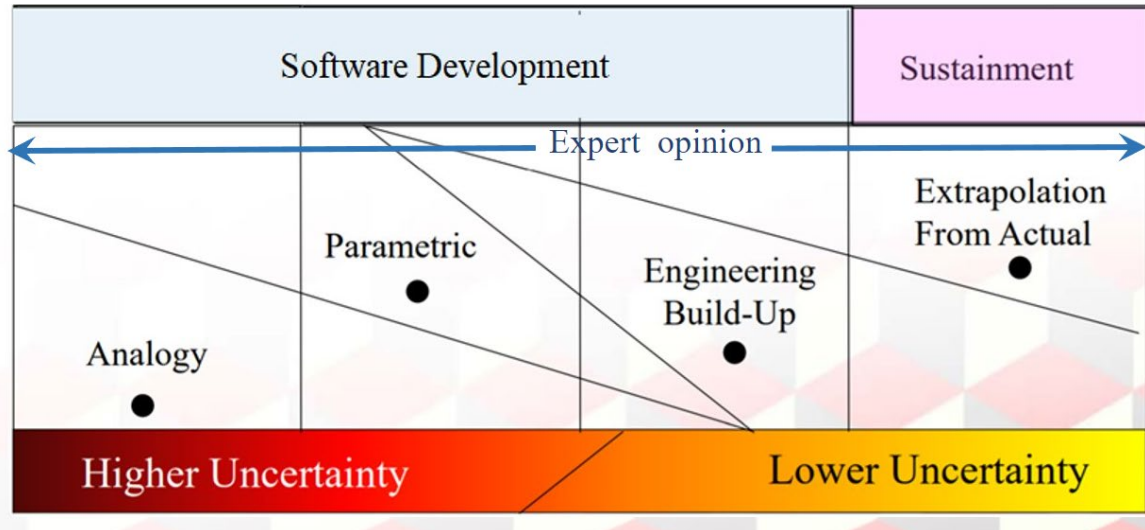 Software Development
Sustainment
Expert opinion
Extrapolation
From Actual
Parametric
Engineering
Build-Up
Analogy
Higher Uncertainty
Lower Uncertainty